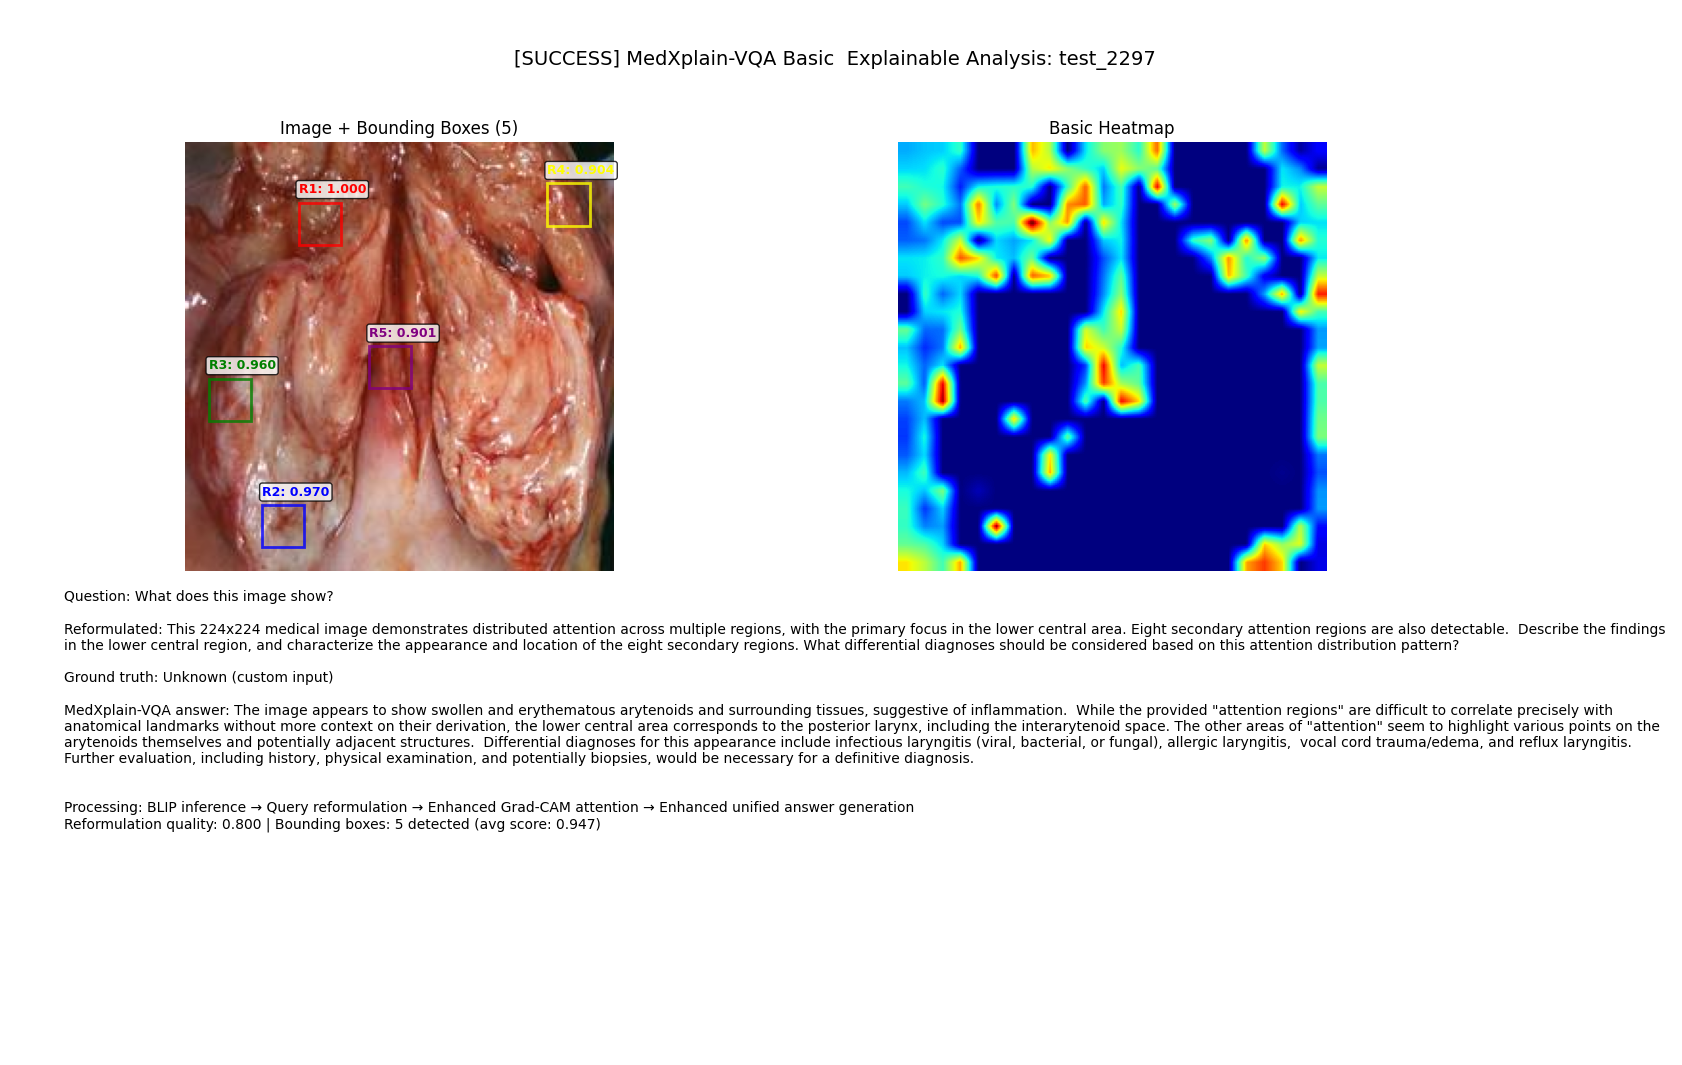 [SUCCESS] MedXplain-VQA Basic  Explainable Analysis: test_2297
Image + Bounding Boxes (5)
Basic Heatmap
R4: 0.904
R1: 1.000
R5: 0.901
R3: 0.960
R2: 0.970
Question: What does this image show?
Reformulated: This 224x224 medical image demonstrates distributed attention across multiple regions, with the primary focus in the lower central area. Eight secondary attention regions are also detectable.  Describe the findings
in the lower central region, and characterize the appearance and location of the eight secondary regions. What differential diagnoses should be considered based on this attention distribution pattern?
Ground truth: Unknown (custom input)
MedXplain-VQA answer: The image appears to show swollen and erythematous arytenoids and surrounding tissues, suggestive of inflammation.  While the provided "attention regions" are difficult to correlate precisely with
anatomical landmarks without more context on their derivation, the lower central area corresponds to the posterior larynx, including the interarytenoid space. The other areas of "attention" seem to highlight various points on the
arytenoids themselves and potentially adjacent structures.  Differential diagnoses for this appearance include infectious laryngitis (viral, bacterial, or fungal), allergic laryngitis,  vocal cord trauma/edema, and reflux laryngitis.
Further evaluation, including history, physical examination, and potentially biopsies, would be necessary for a definitive diagnosis.
Processing: BLIP inference → Query reformulation → Enhanced Grad-CAM attention → Enhanced unified answer generation
Reformulation quality: 0.800 | Bounding boxes: 5 detected (avg score: 0.947)